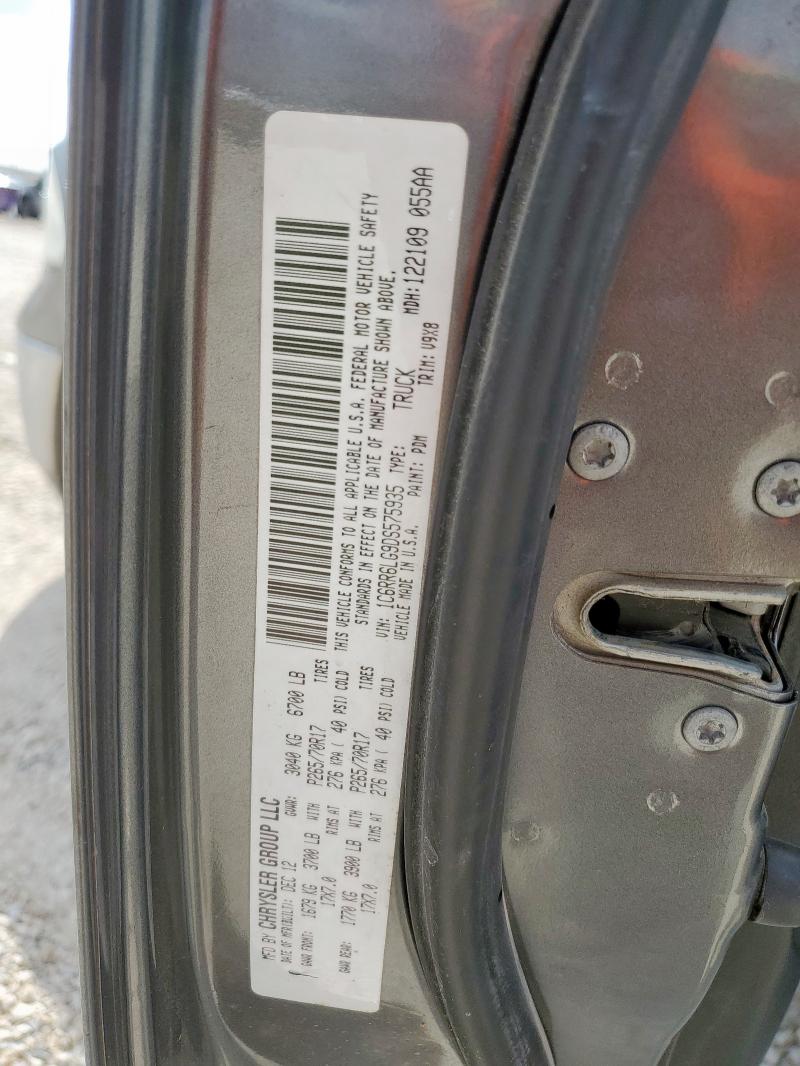 MFD BY CHRYSLER GROUP LLC
DATE OF MFR(BUILT): DEC 12 GVWR: 3040 KG 6700 LB
GAWR FRONT: 1679 KG 3700 LB WITH P265/70R17 TIRES
17X7.0 RIMS AT 276 KPA ( 40 PSI) COLD
GAWR REAR: 1770 KG 3900 LB WITH P265/70R17 TIRES
17X7.0 RIMS AT 276 KPA ( 40 PSI) COLD
THIS VEHICLE CONFORMS TO ALL APPLICABLE U.S.A. FEDERAL MOTOR VEHICLE SAFETY
STANDARDS IN EFFECT ON THE DATE OF MANUFACTURE SHOWN ABOVE.
VIN: 1C6RR6LG9DS575935 TYPE: TRUCK MDH:122109 055AA
VEHICLE MADE IN U.S.A. PAINT: PDM TRIM: V9X8